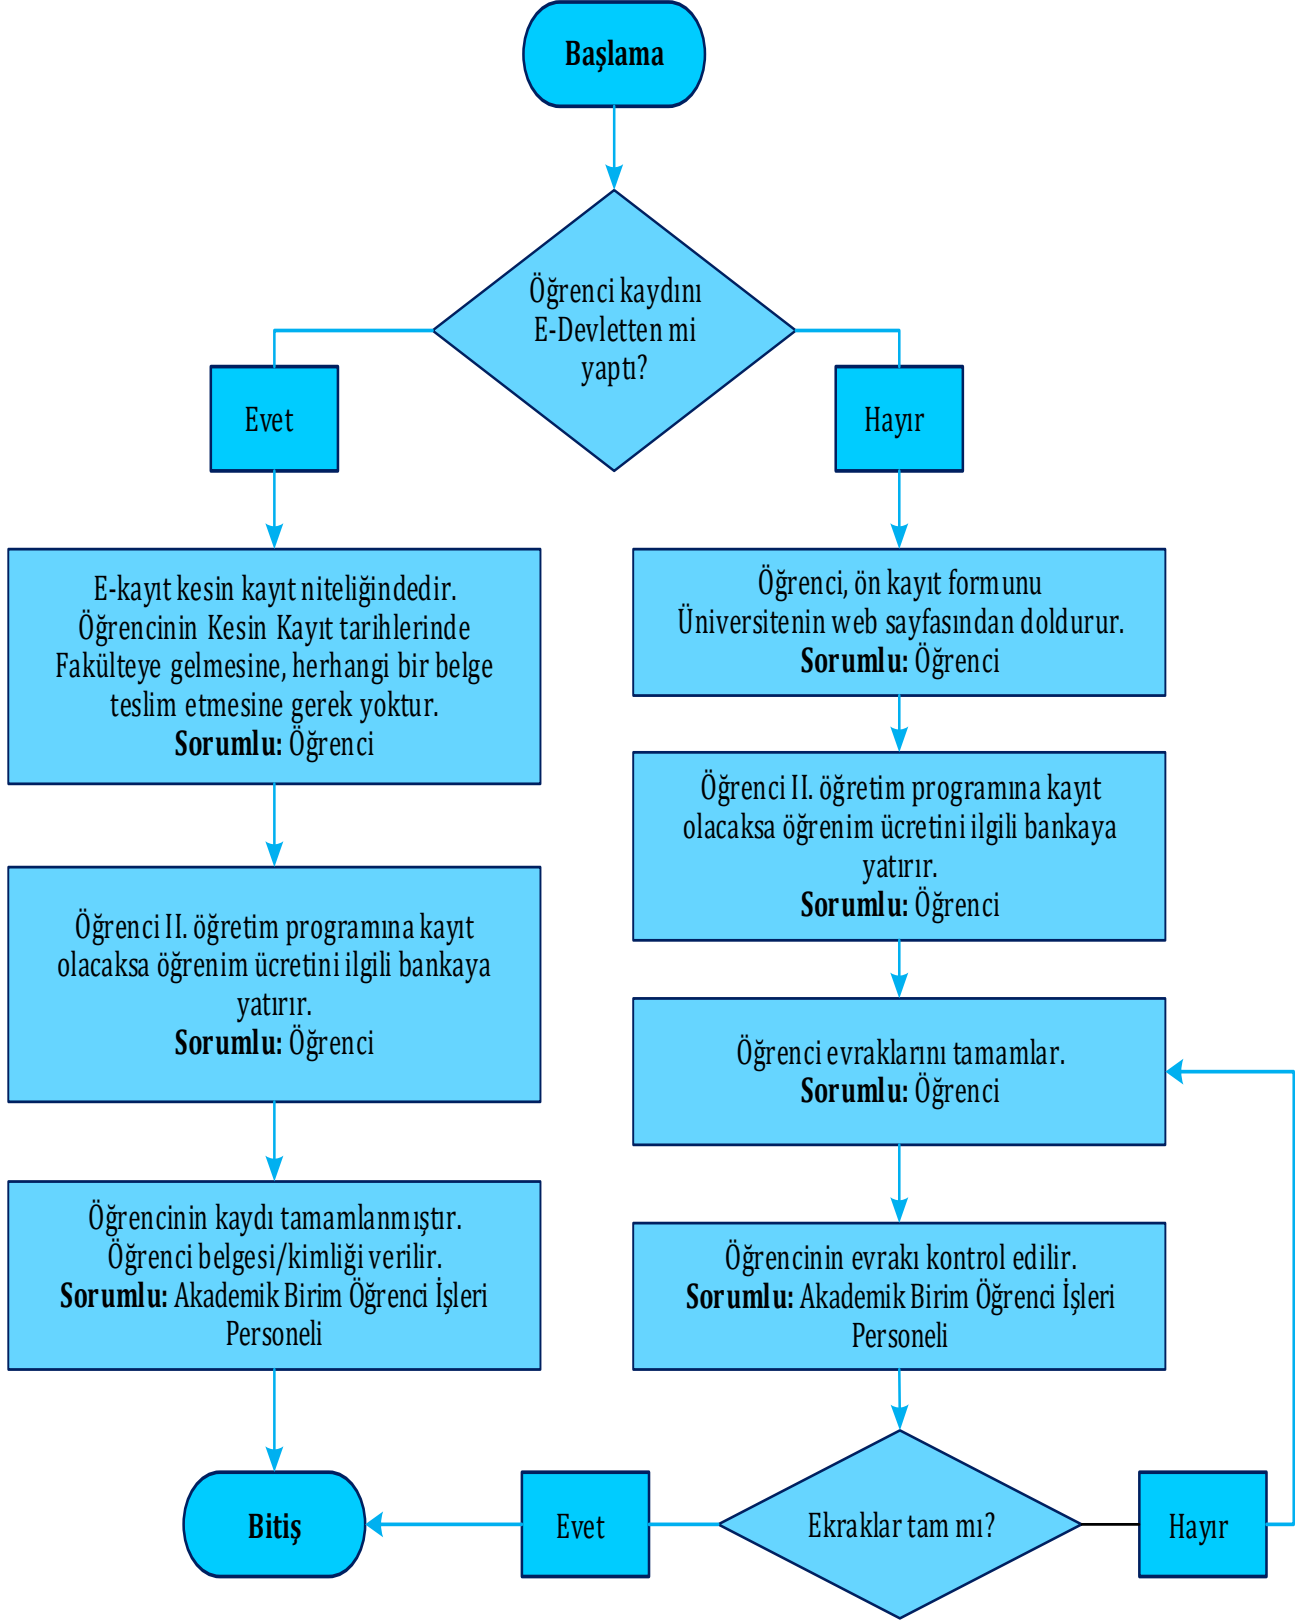 Başlama
Öğrenci kaydını
E-Devletten mi
yaptı?
Evet
Hayır
E-kayıt kesin kayıt niteliğindedir.
Öğrencinin Kesin Kayıt tarihlerinde
Fakülteye gelmesine, herhangi bir belge
teslim etmesine gerek yoktur.
Sorumlu: Öğrenci
Öğrenci II. öğretim programına kayıt
olacaksa öğrenim ücretini ilgili bankaya
yatırır.
Sorumlu: Öğrenci
Öğrencinin kaydı tamamlanmıştır.
Öğrenci belgesi/kimliği verilir.
Sorumlu: Akademik Birim Öğrenci İşleri
Personeli
Öğrenci, ön kayıt formunu
Üniversitenin web sayfasından doldurur.
Sorumlu: Öğrenci
Öğrenci II. öğretim programına kayıt
olacaksa öğrenim ücretini ilgili bankaya
yatırır.
Sorumlu: Öğrenci
Öğrenci evraklarını tamamlar.
Sorumlu: Öğrenci
Öğrencinin evrakı kontrol edilir.
Sorumlu: Akademik Birim Öğrenci İşleri
Personeli
Ekraklar tam mı?
Hayır
Evet
Bitiş